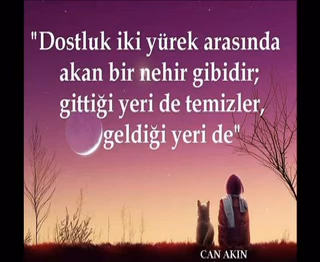 "Dostluk iki yürek arasında
akan bir nehir gibidir;
gittiği yeri de temizler,
geldiği yeri de"
CAN AKIN